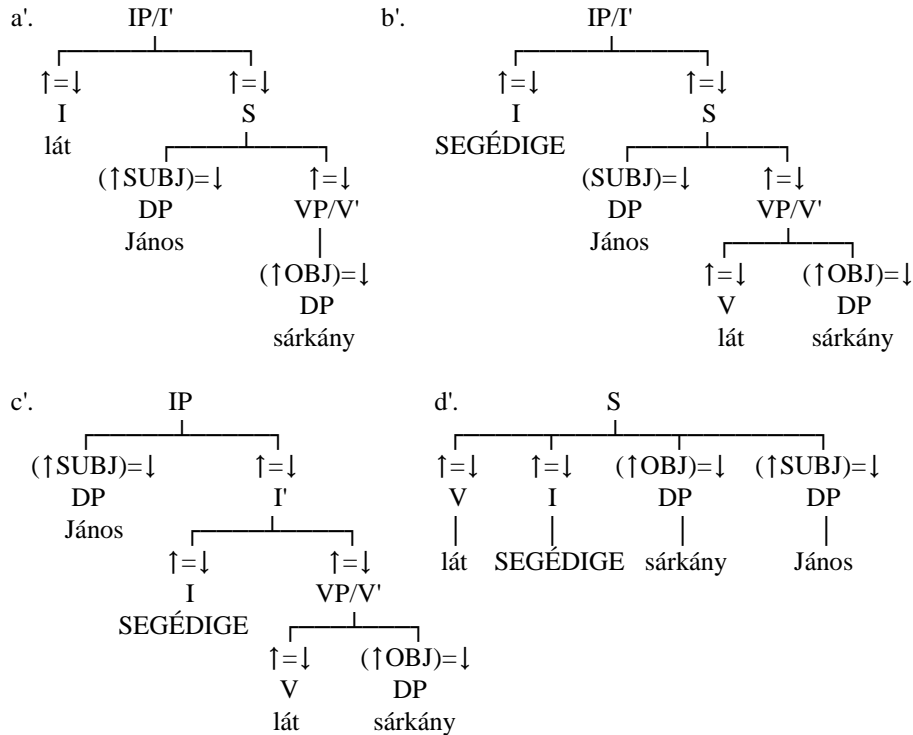 a'. IP/I' b'. IP/I'
↑=↓ ↑=↓ ↑=↓ ↑=↓
I S I S
lát SEGÉDIGE
(↑SUBJ)=↓ ↑=↓ (SUBJ)=↓ ↑=↓
DP VP/V' DP VP/V'
János János
(↑OBJ)=↓ ↑=↓ (↑OBJ)=↓
DP V DP
sárkány lát sárkány
c'. IP d'. S
(↑SUBJ)=↓ ↑=↓ ↑=↓ ↑=↓ (↑OBJ)=↓ (↑SUBJ)=↓
DP I' V I DP DP
János
↑=↓ ↑=↓ lát SEGÉDIGE sárkány János
I VP/V'
SEGÉDIGE
↑=↓ (↑OBJ)=↓
V DP
lát sárkány